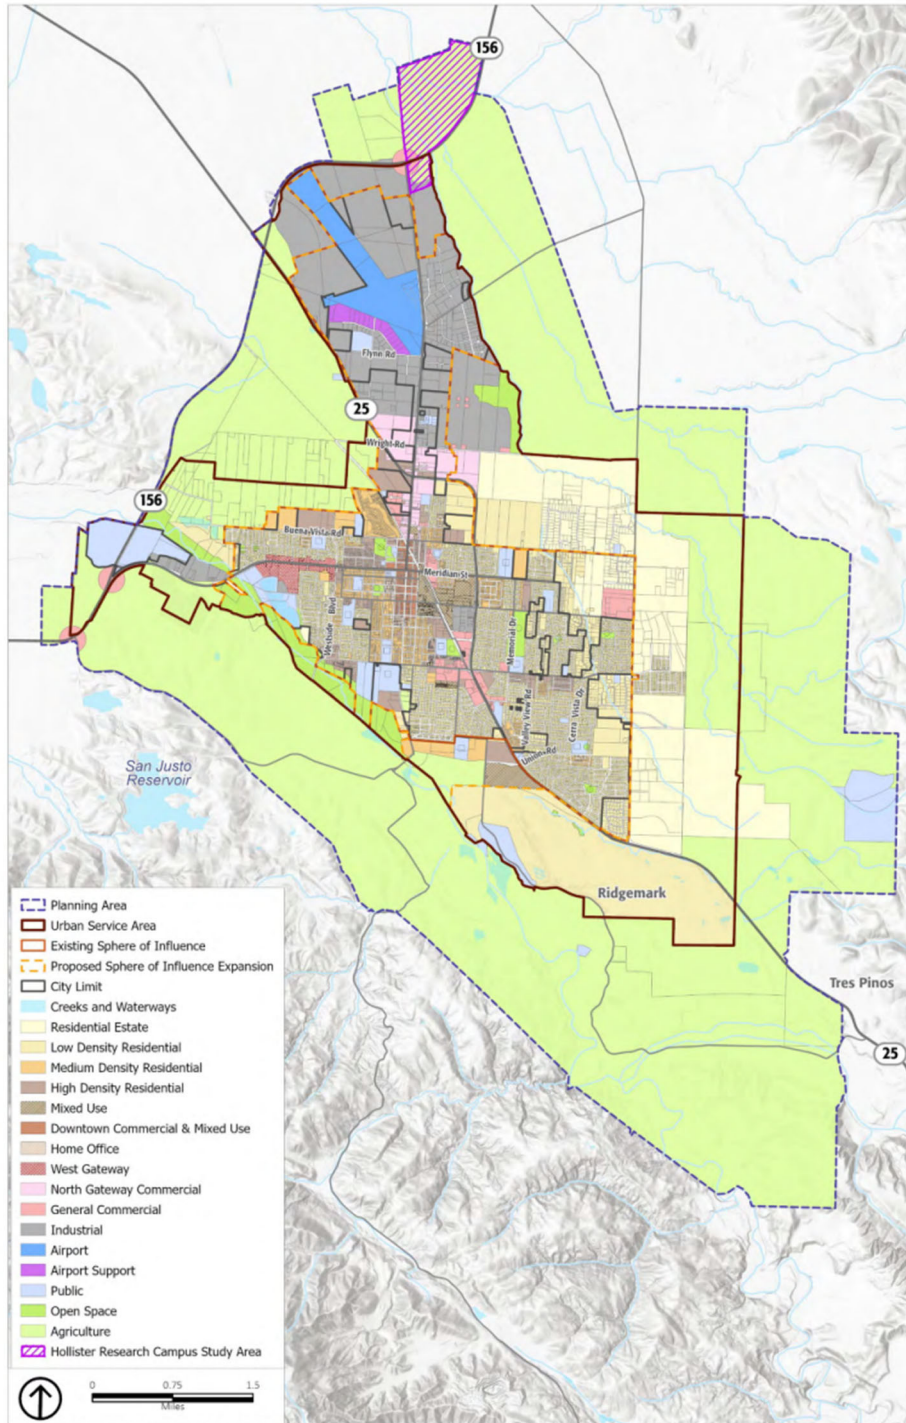 156
Flynn Rd
25
Wright Rd
156
Buena Vista Rd
Meridian St
Westside Blvd
Memorial Dr
Valley View Rd
Cerra Vista Dr
Union Rd
San Justo
Reservoir
Ridgemark
Tres Pinos
25
Planning Area
Urban Service Area
Existing Sphere of Influence
Proposed Sphere of Influence Expansion
City Limit
Creeks and Waterways
Residential Estate
Low Density Residential
Medium Density Residential
High Density Residential
Mixed Use
Downtown Commercial & Mixed Use
Home Office
West Gateway
North Gateway Commercial
General Commercial
Industrial
Airport
Airport Support
Public
Open Space
Agriculture
Hollister Research Campus Study Area
0 0.75 1.5
Miles